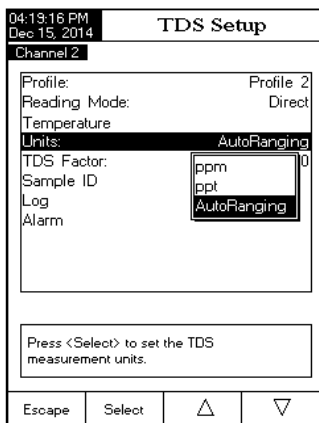 04:19:16 PM
Dec 15, 2014
TDS Setup
Channel 2
Profile: Profile 2
Reading Mode: Direct
Temperature
Units: AutoRanging
TDS Factor: 0
Sample ID
Log
Alarm
ppm
ppt
AutoRanging
Press <Select> to set the TDS
measurement units.
Escape Select